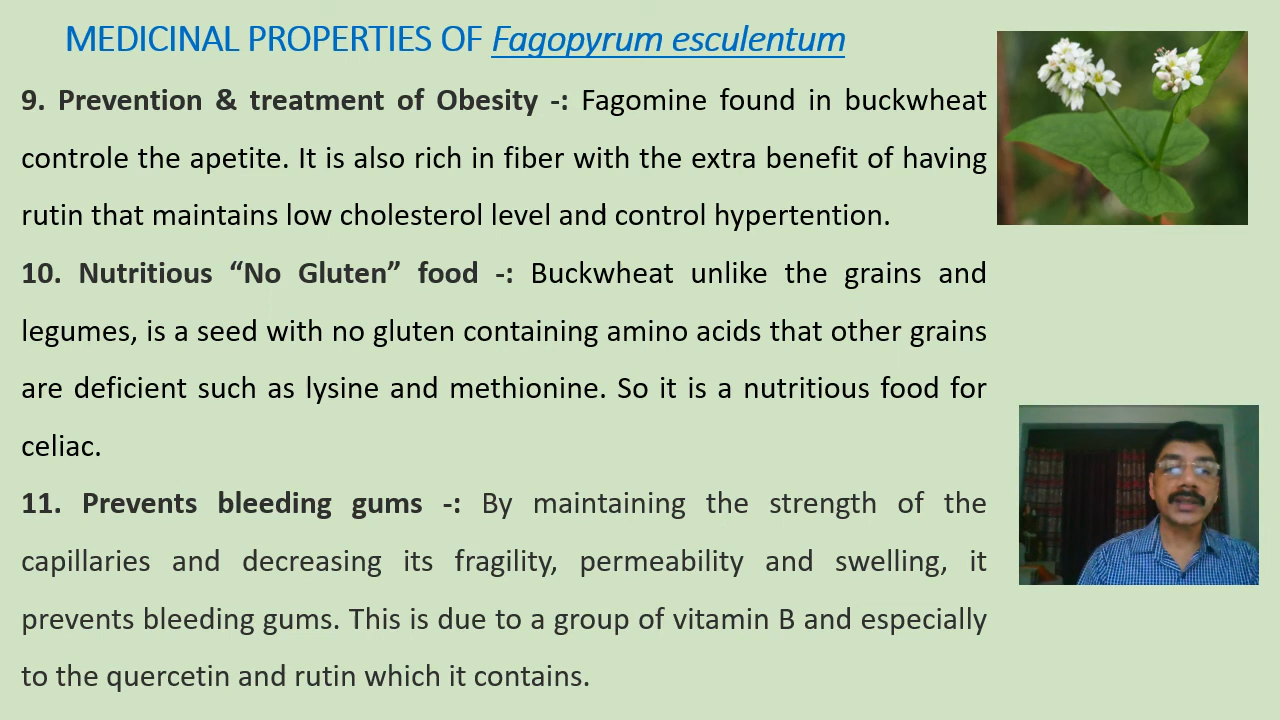 MEDICINAL PROPERTIES OF Fagopyrum esculentum
9. Prevention & treatment of Obesity -: Fagomine found in buckwheat
controle the apetite. It is also rich in fiber with the extra benefit of having
rutin that maintains low cholesterol level and control hypertention.
10. Nutritious “No Gluten” food -: Buckwheat unlike the grains and
legumes, is a seed with no gluten containing amino acids that other grains
are deficient such as lysine and methionine. So it is a nutritious food for
celiac.
11. Prevents bleeding gums -: By maintaining the strength of the
capillaries and decreasing its fragility, permeability and swelling, it
prevents bleeding gums. This is due to a group of vitamin B and especially
to the quercetin and rutin which it contains.